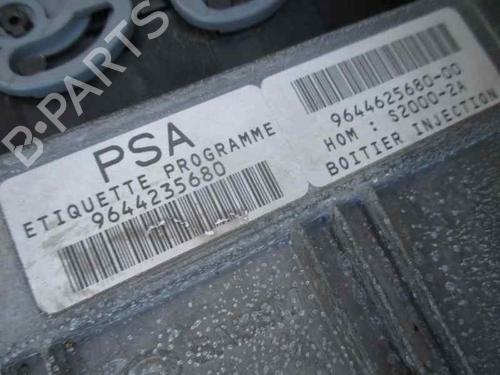 B-PARTS
PSA
ETIQUETTE PROGRAMME
9644235680
9644625680-00
HOM : S2000-2A
BOITIER INJECTION